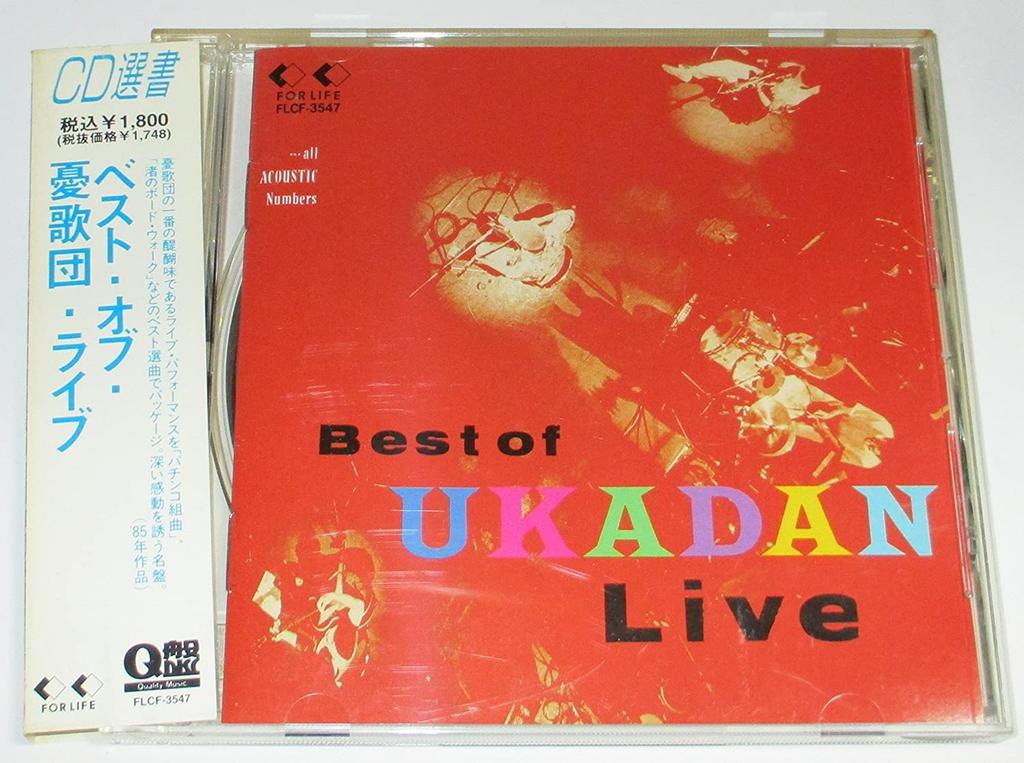 CD選書
税込¥1,800
(税抜価格¥1,748)
ベスト・オブ・
憂歌団・ライブ
憂歌団の一番の醍醐味であるライブ・パフォーマンスを「パチンコ組曲」、
「渚のボード・ウォーク」などのベスト選曲でパッケージ。深い感動を誘う名盤。
('85年作品)
Q盤
DISC
Quality Music
FOR LIFE
FLCF-3547
FOR LIFE
FLCF-3547
…all
ACOUSTIC
Numbers
Best of
UKADAN
Live